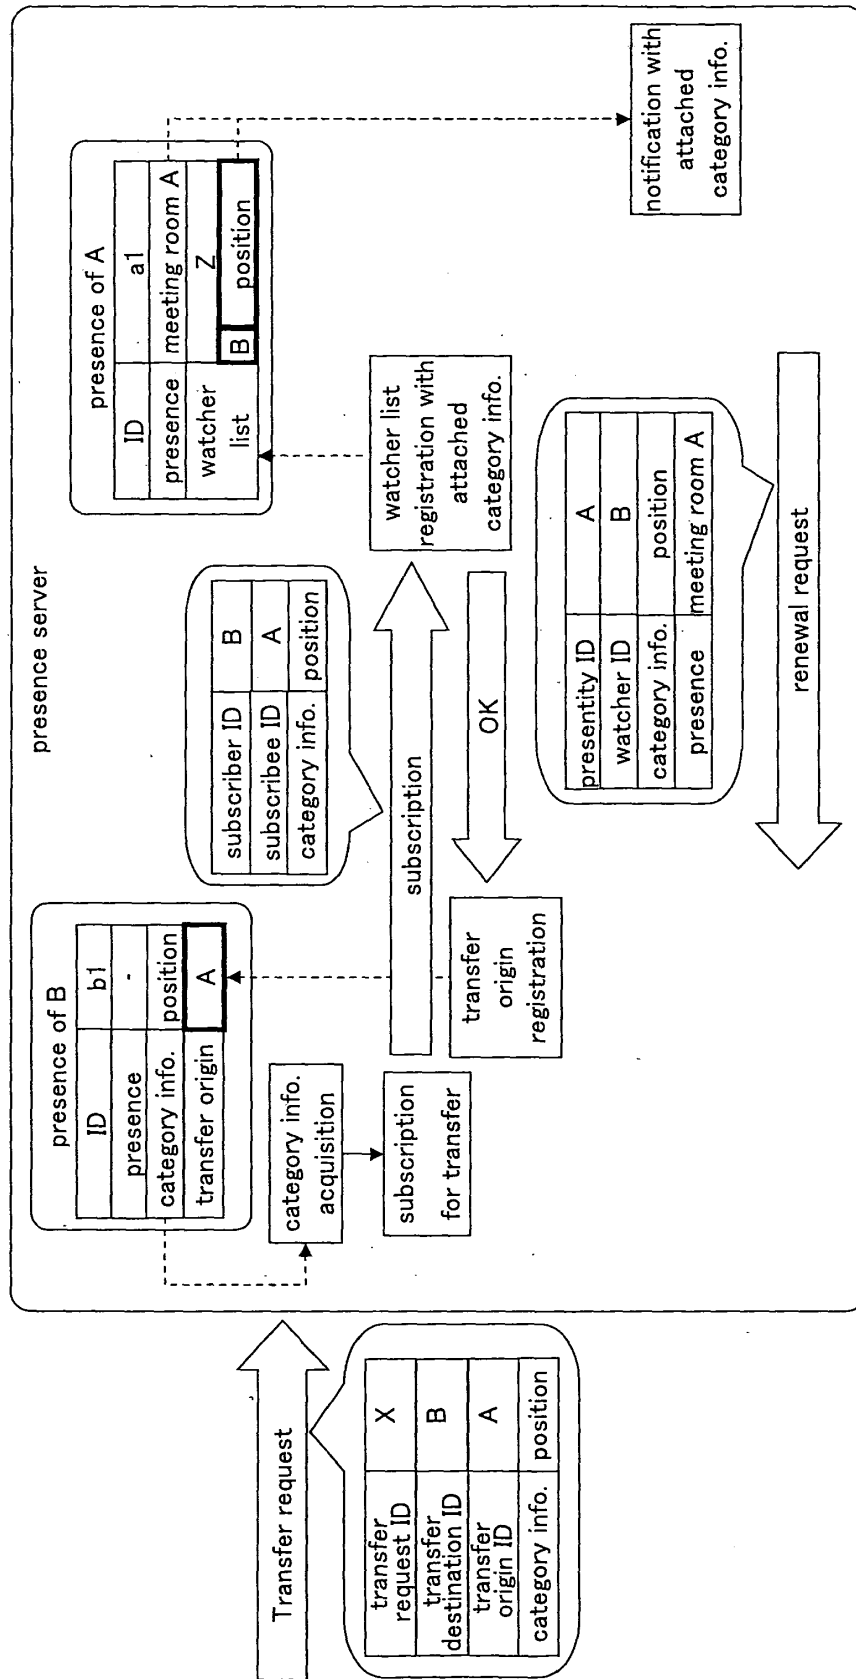 presence server
Transfer request
transfer
request ID
X
transfer
destination ID
B
transfer
origin ID
A
category info.
position
presence of B
ID
b1
presence
-
category info.
position
transfer origin
A
category info.
acquisition
subscription
for transfer
subscriber ID
B
subscribee ID
A
category info.
position
subscription
OK
transfer
origin
registration
presence of A
ID
a1
presence
meeting room A
watcher
list
Z
B
position
watcher list
registration with
attached
category info.
presentity ID
A
watcher ID
B
category info.
position
presence
meeting room A
renewal request
notification with
attached
category info.